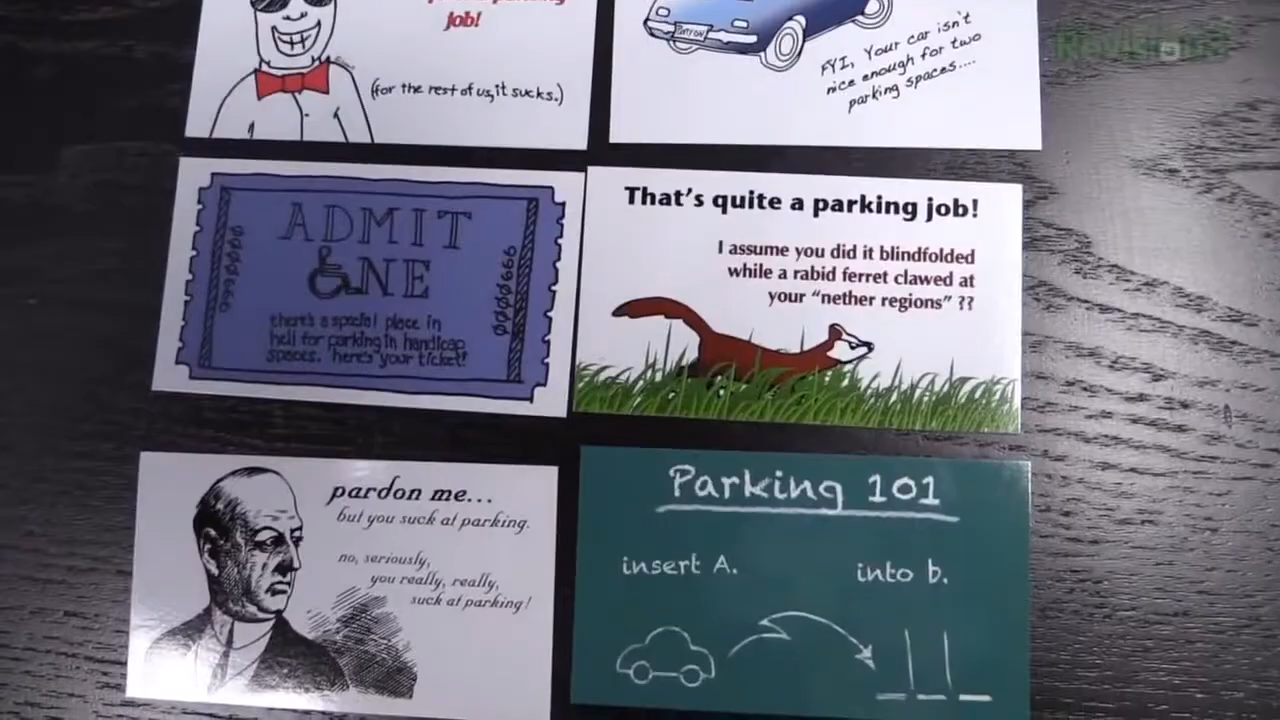 job!
(for the rest of us, it sucks.)
FYI, Your car isn't
nice enough for two
parking spaces....
ADMIT
ONE
0000666
0000666
there's a special place in
hell for parking in handicap
spaces. here's your ticket!
That's quite a parking job!
I assume you did it blindfolded
while a rabid ferret clawed at
your "nether regions" ??
pardon me...
but you suck at parking.
no, seriously,
you really, really,
suck at parking!
Parking 101
insert A.
into b.